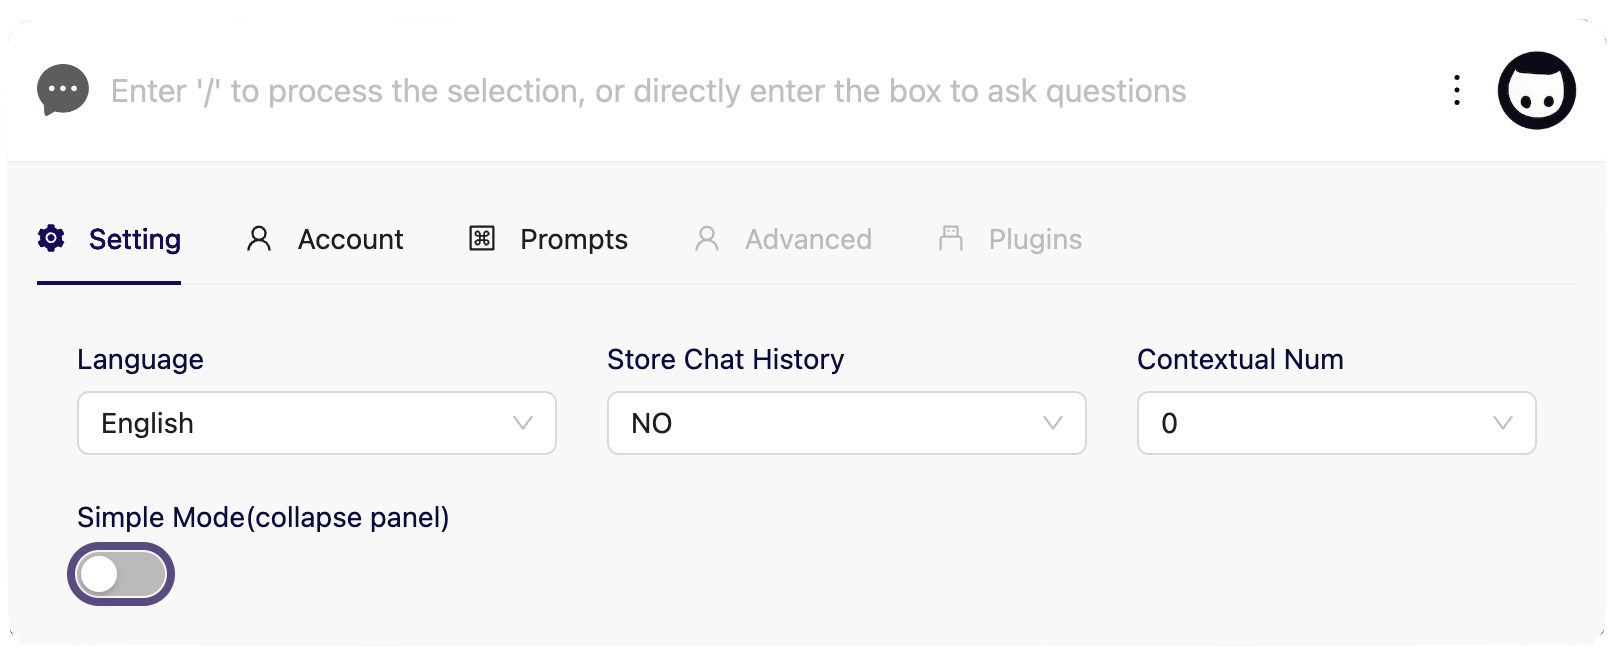 Enter '/' to process the selection, or directly enter the box to ask questions
Setting Account Prompts Advanced Plugins
Language Store Chat History Contextual Num
English NO 0
Simple Mode(collapse panel)